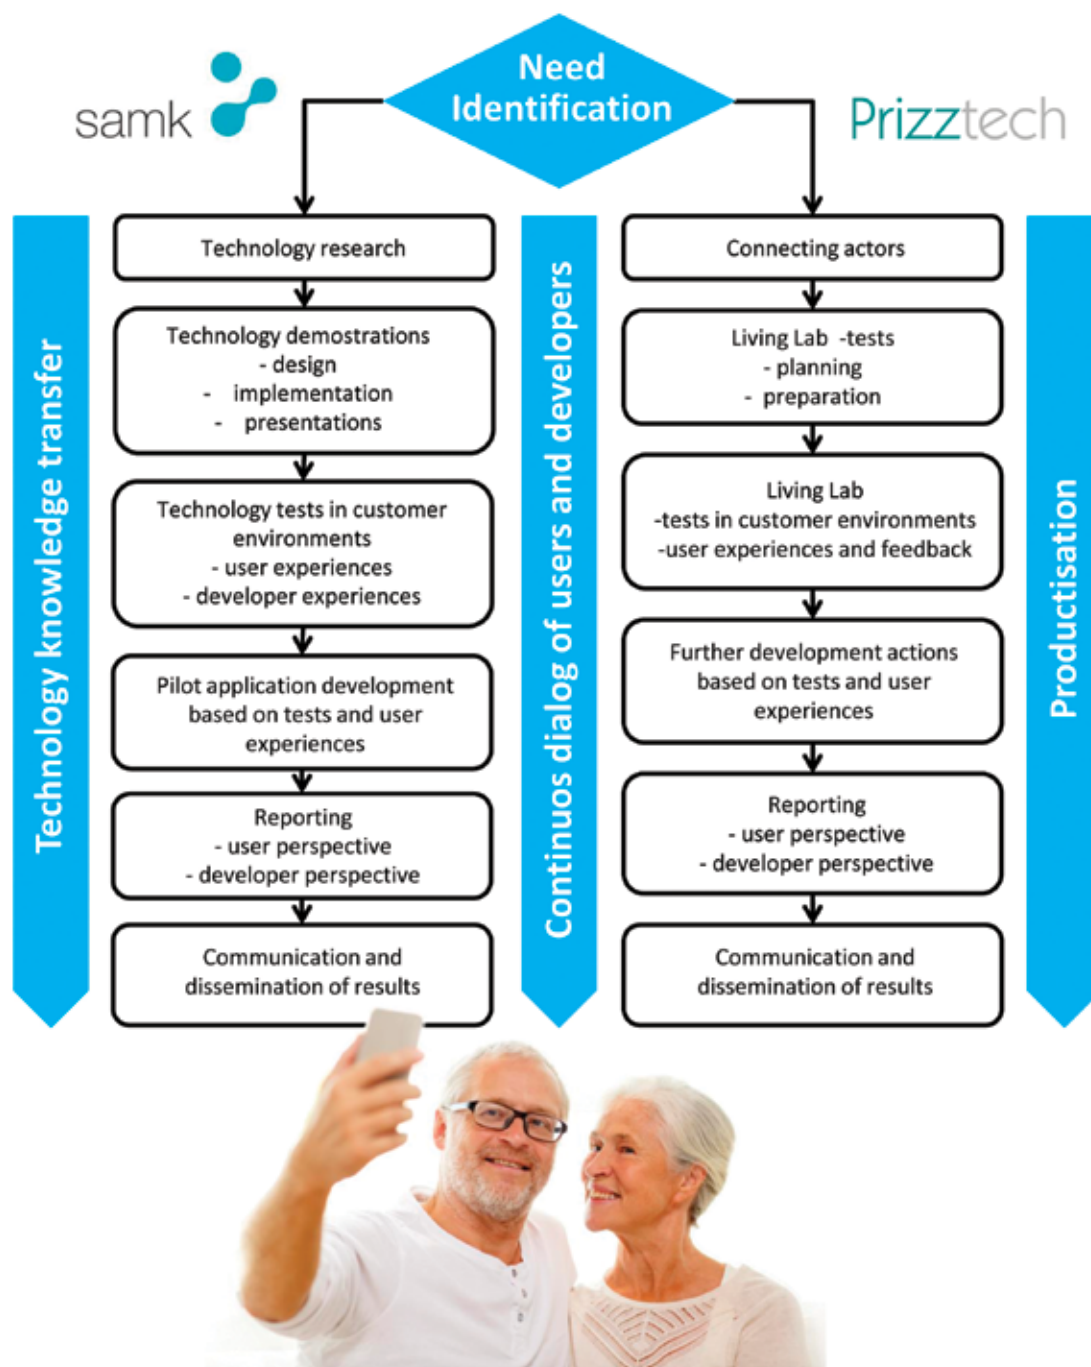 Need
Identification
samk
Prizztech
Technology knowledge transfer
Technology research
Technology demostrations
- design
- implementation
- presentations
Technology tests in customer
environments
- user experiences
- developer experiences
Pilot application development
based on tests and user
experiences
Reporting
- user perspective
- developer perspective
Communication and
dissemination of results
Continuos dialog of users and developers
Connecting actors
Living Lab -tests
- planning
- preparation
Living Lab
-tests in customer environments
-user experiences and feedback
Further development actions
based on tests and user
experiences
Reporting
- user perspective
- developer perspective
Communication and
dissemination of results
Productisation